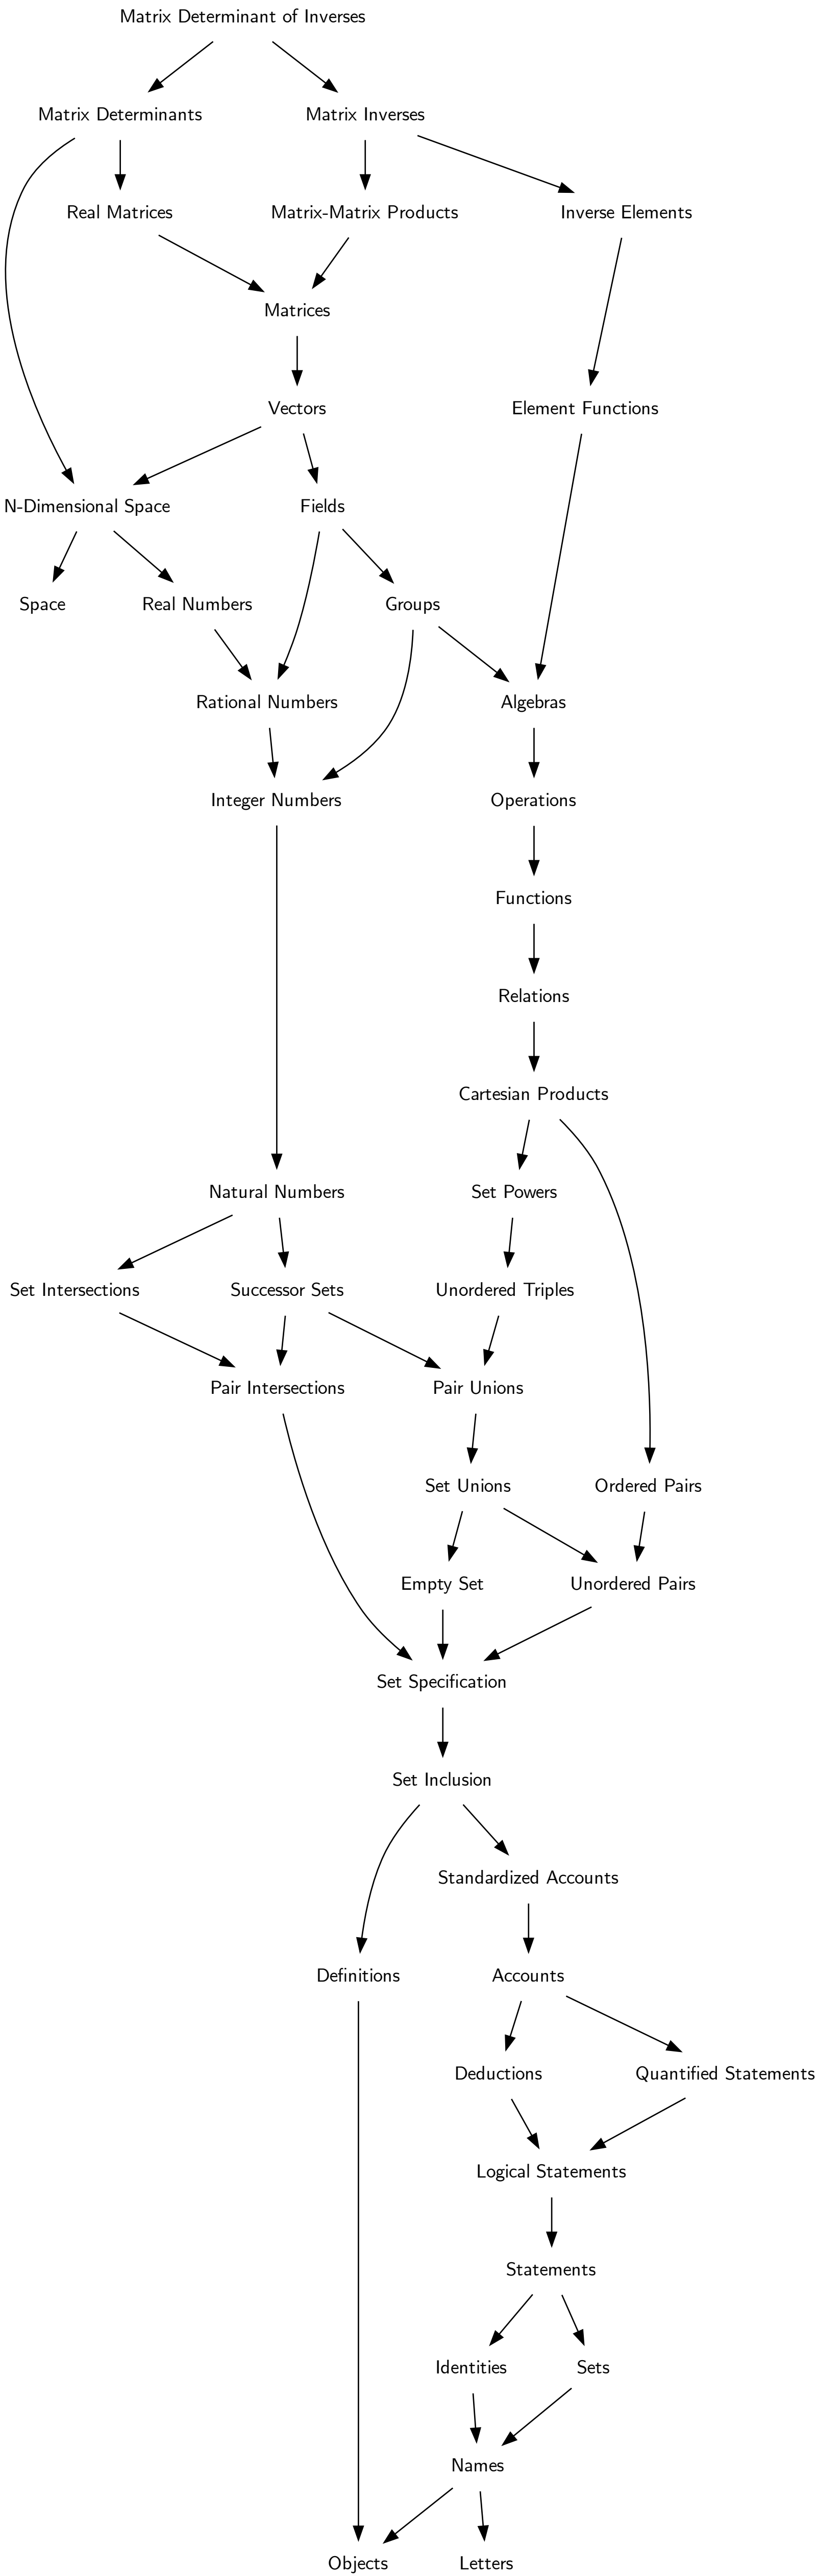 Matrix Determinant of Inverses
Matrix Determinants
Matrix Inverses
Real Matrices
Matrix-Matrix Products
Inverse Elements
Matrices
Vectors
Element Functions
N-Dimensional Space
Fields
Space
Real Numbers
Groups
Rational Numbers
Algebras
Integer Numbers
Operations
Functions
Relations
Cartesian Products
Natural Numbers
Set Powers
Set Intersections
Successor Sets
Unordered Triples
Pair Intersections
Pair Unions
Set Unions
Ordered Pairs
Empty Set
Unordered Pairs
Set Specification
Set Inclusion
Standardized Accounts
Definitions
Accounts
Deductions
Quantified Statements
Logical Statements
Statements
Identities
Sets
Names
Objects
Letters